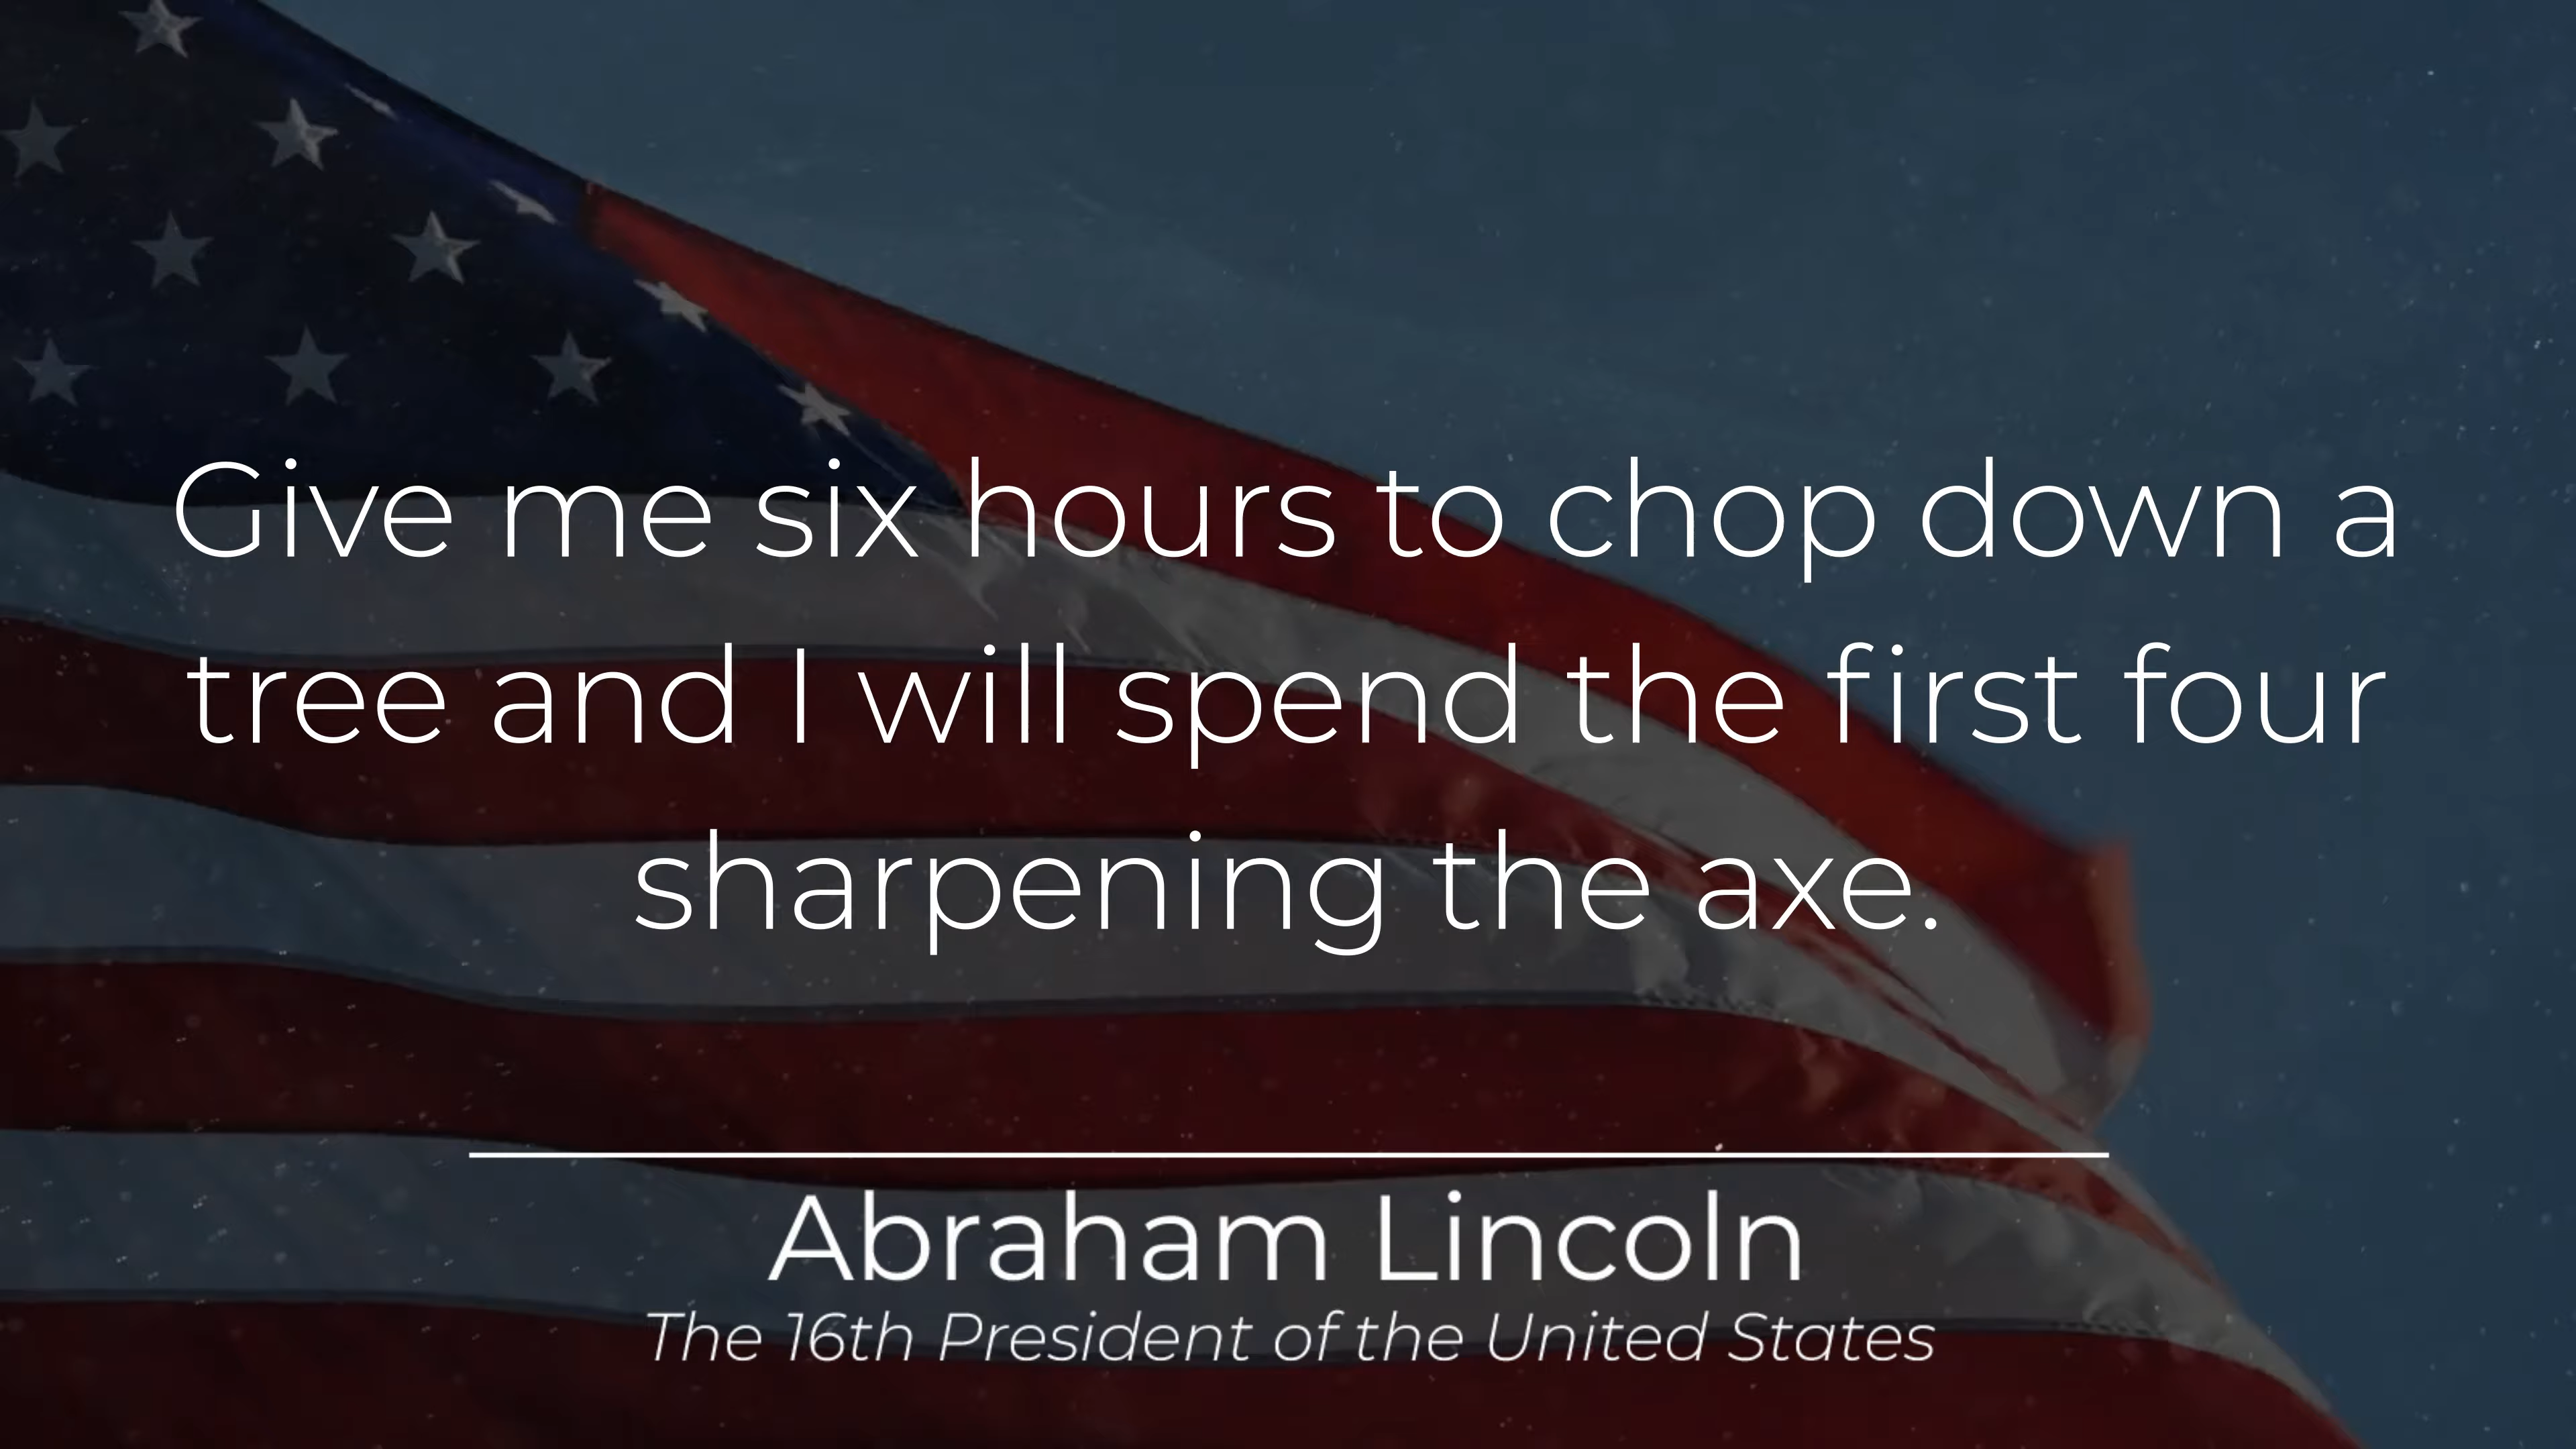 Give me six hours to chop down a
tree and I will spend the first four
sharpening the axe.
Abraham Lincoln
The 16th President of the United States